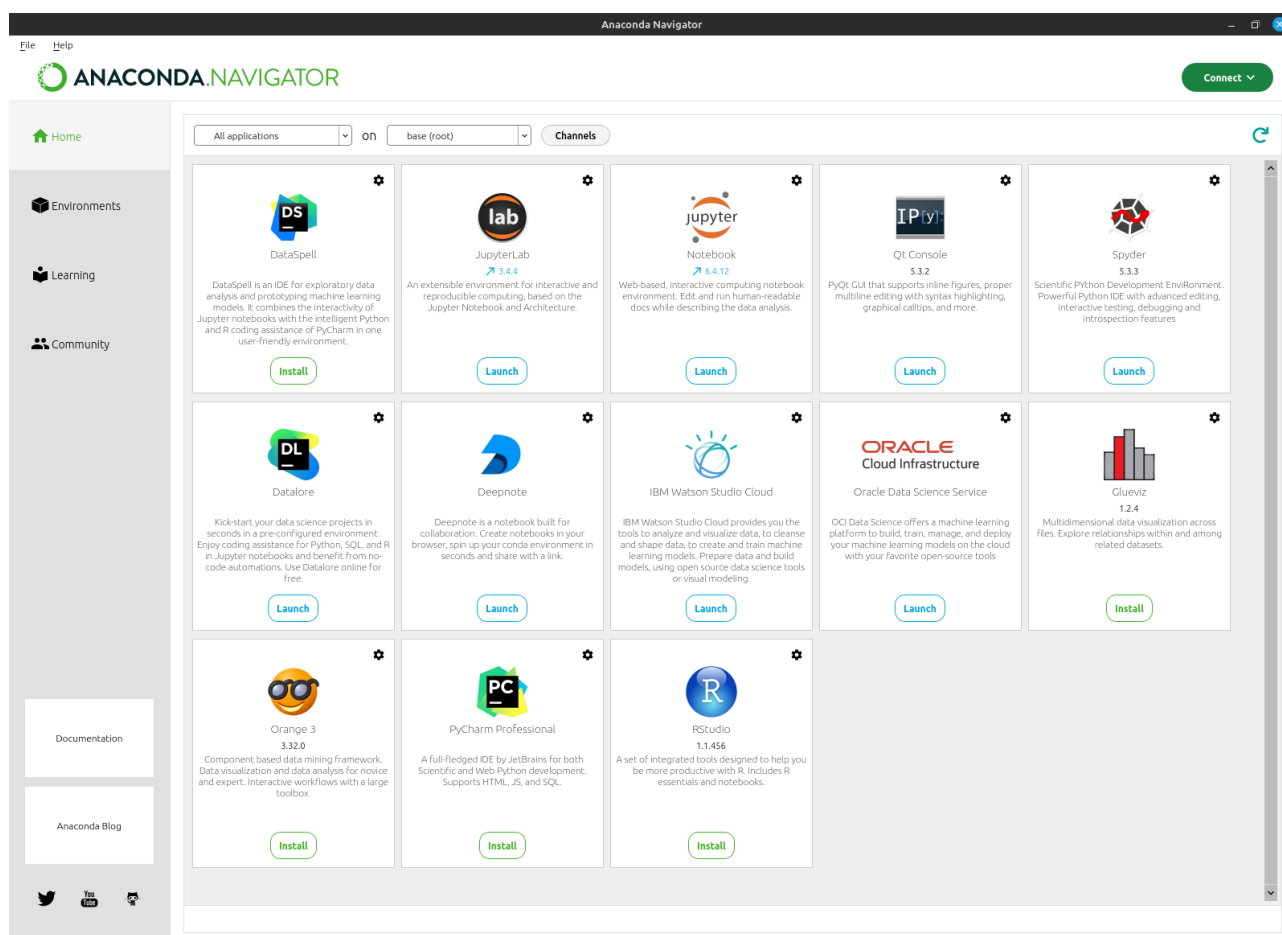 Anaconda Navigator
File Help
ANACONDA.NAVIGATOR
Connect
Home
Environments
Learning
Community
Documentation
Anaconda Blog
You
Tube
All applications on base (root) Channels
DS
DataSpell
DataSpell is an IDE for exploratory data
analysis and prototyping machine learning
models. It combines the interactivity of
Jupyter notebooks with the intelligent Python
and R coding assistance of PyCharm in one
user-friendly environment.
Install
lab
JupyterLab
3.4.4
An extensible environment for interactive and
reproducible computing, based on the
Jupyter Notebook and Architecture.
Launch
jupyter
Notebook
6.4.12
Web-based, interactive computing notebook
environment. Edit and run human-readable
docs while describing the data analysis.
Launch
IP[y]:
Qt Console
5.3.2
PyQt GUI that supports inline figures, proper
multiline editing with syntax highlighting,
graphical calltips, and more.
Launch
Spyder
5.3.3
Scientific PYthon Development EnviRonment.
Powerful Python IDE with advanced editing,
interactive testing, debugging and
introspection features
Launch
DL
Datalore
Kick-start your data science projects in
seconds in a pre-configured environment.
Enjoy coding assistance for Python, SQL, and R
in Jupyter notebooks and benefit from no-
code automations. Use Datalore online for
free.
Launch
Deepnote
Deepnote is a notebook built for
collaboration. Create notebooks in your
browser, spin up your conda environment in
seconds and share with a link.
Launch
IBM Watson Studio Cloud
IBM Watson Studio Cloud provides you the
tools to analyze and visualize data, to cleanse
and shape data, to create and train machine
learning models. Prepare data and build
models, using open source data science tools
or visual modeling.
Launch
ORACLE
Cloud Infrastructure
Oracle Data Science Service
OCI Data Science offers a machine learning
platform to build, train, manage, and deploy
your machine learning models on the cloud
with your favorite open-source tools
Launch
Glueviz
1.2.4
Multidimensional data visualization across
files. Explore relationships within and among
related datasets.
Install
Orange 3
3.32.0
Component based data mining framework.
Data visualization and data analysis for novice
and expert. Interactive workflows with a large
toolbox.
Install
PC
PyCharm Professional
A full-fledged IDE by JetBrains for both
Scientific and Web Python development.
Supports HTML, JS, and SQL.
Install
R
RStudio
1.1.456
A set of integrated tools designed to help you
be more productive with R. Includes R
essentials and notebooks.
Install